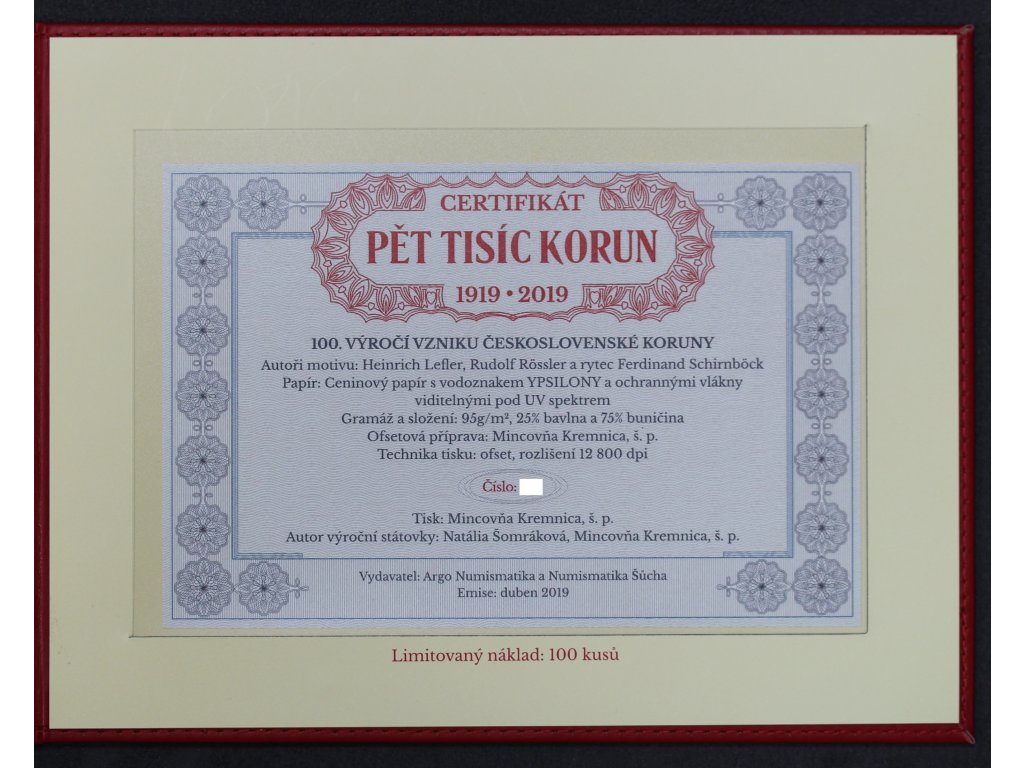 CERTIFIKÁT
PĚT TISÍC KORUN
1919 • 2019
100. VÝROČÍ VZNIKU ČESKOSLOVENSKÉ KORUNY
Autoři motivu: Heinrich Lefler, Rudolf Rössler a rytec Ferdinand Schirnböck
Papír: Ceninový papír s vodoznakem YPSILONY a ochrannými vlákny
viditelnými pod UV spektrem
Gramáž a složení: 95g/m², 25% bavlna a 75% buničina
Ofsetová příprava: Mincovňa Kremnica, š. p.
Technika tisku: ofset, rozlišení 12 800 dpi
Číslo:
Tisk: Mincovňa Kremnica, š. p.
Autor výroční státovky: Natália Šomráková, Mincovňa Kremnica, š. p.
Vydavatel: Argo Numismatika a Numismatika Šúcha
Emise: duben 2019
Limitovaný náklad: 100 kusů